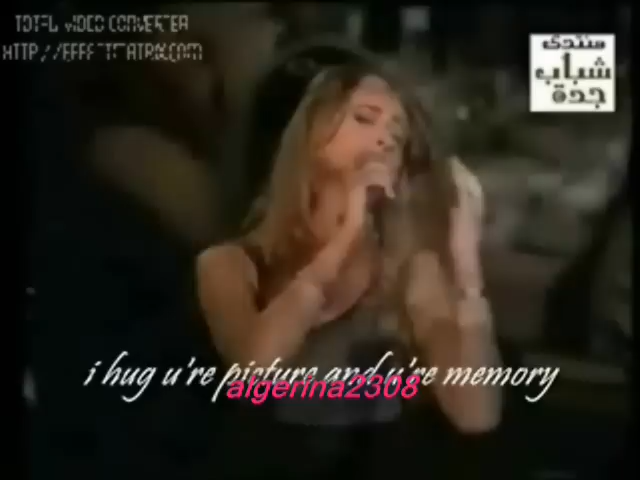 TOTAL VIDEO CONVERTER
منتدى
شباب
جدة
i hug u're picture and u're memory
algerina2308